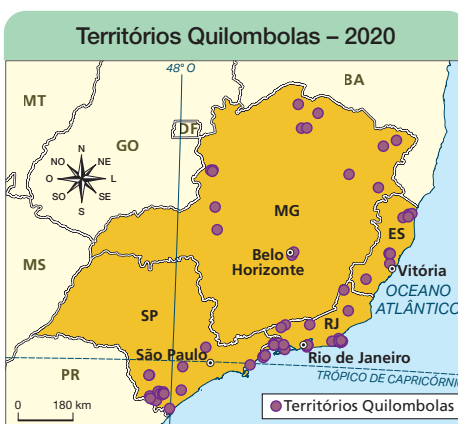 Territórios Quilombolas – 2020
48° O
BA
MT
DF
GO
N
NO NE
O L
SO SE
S
MG
ES
MS
Belo
Horizonte
Vitória
OCEANO
ATLÂNTICO
SP
RJ
São Paulo
Rio de Janeiro
PR
TRÓPICO DE CAPRICÓRNI
0 180 km
Territórios Quilombolas